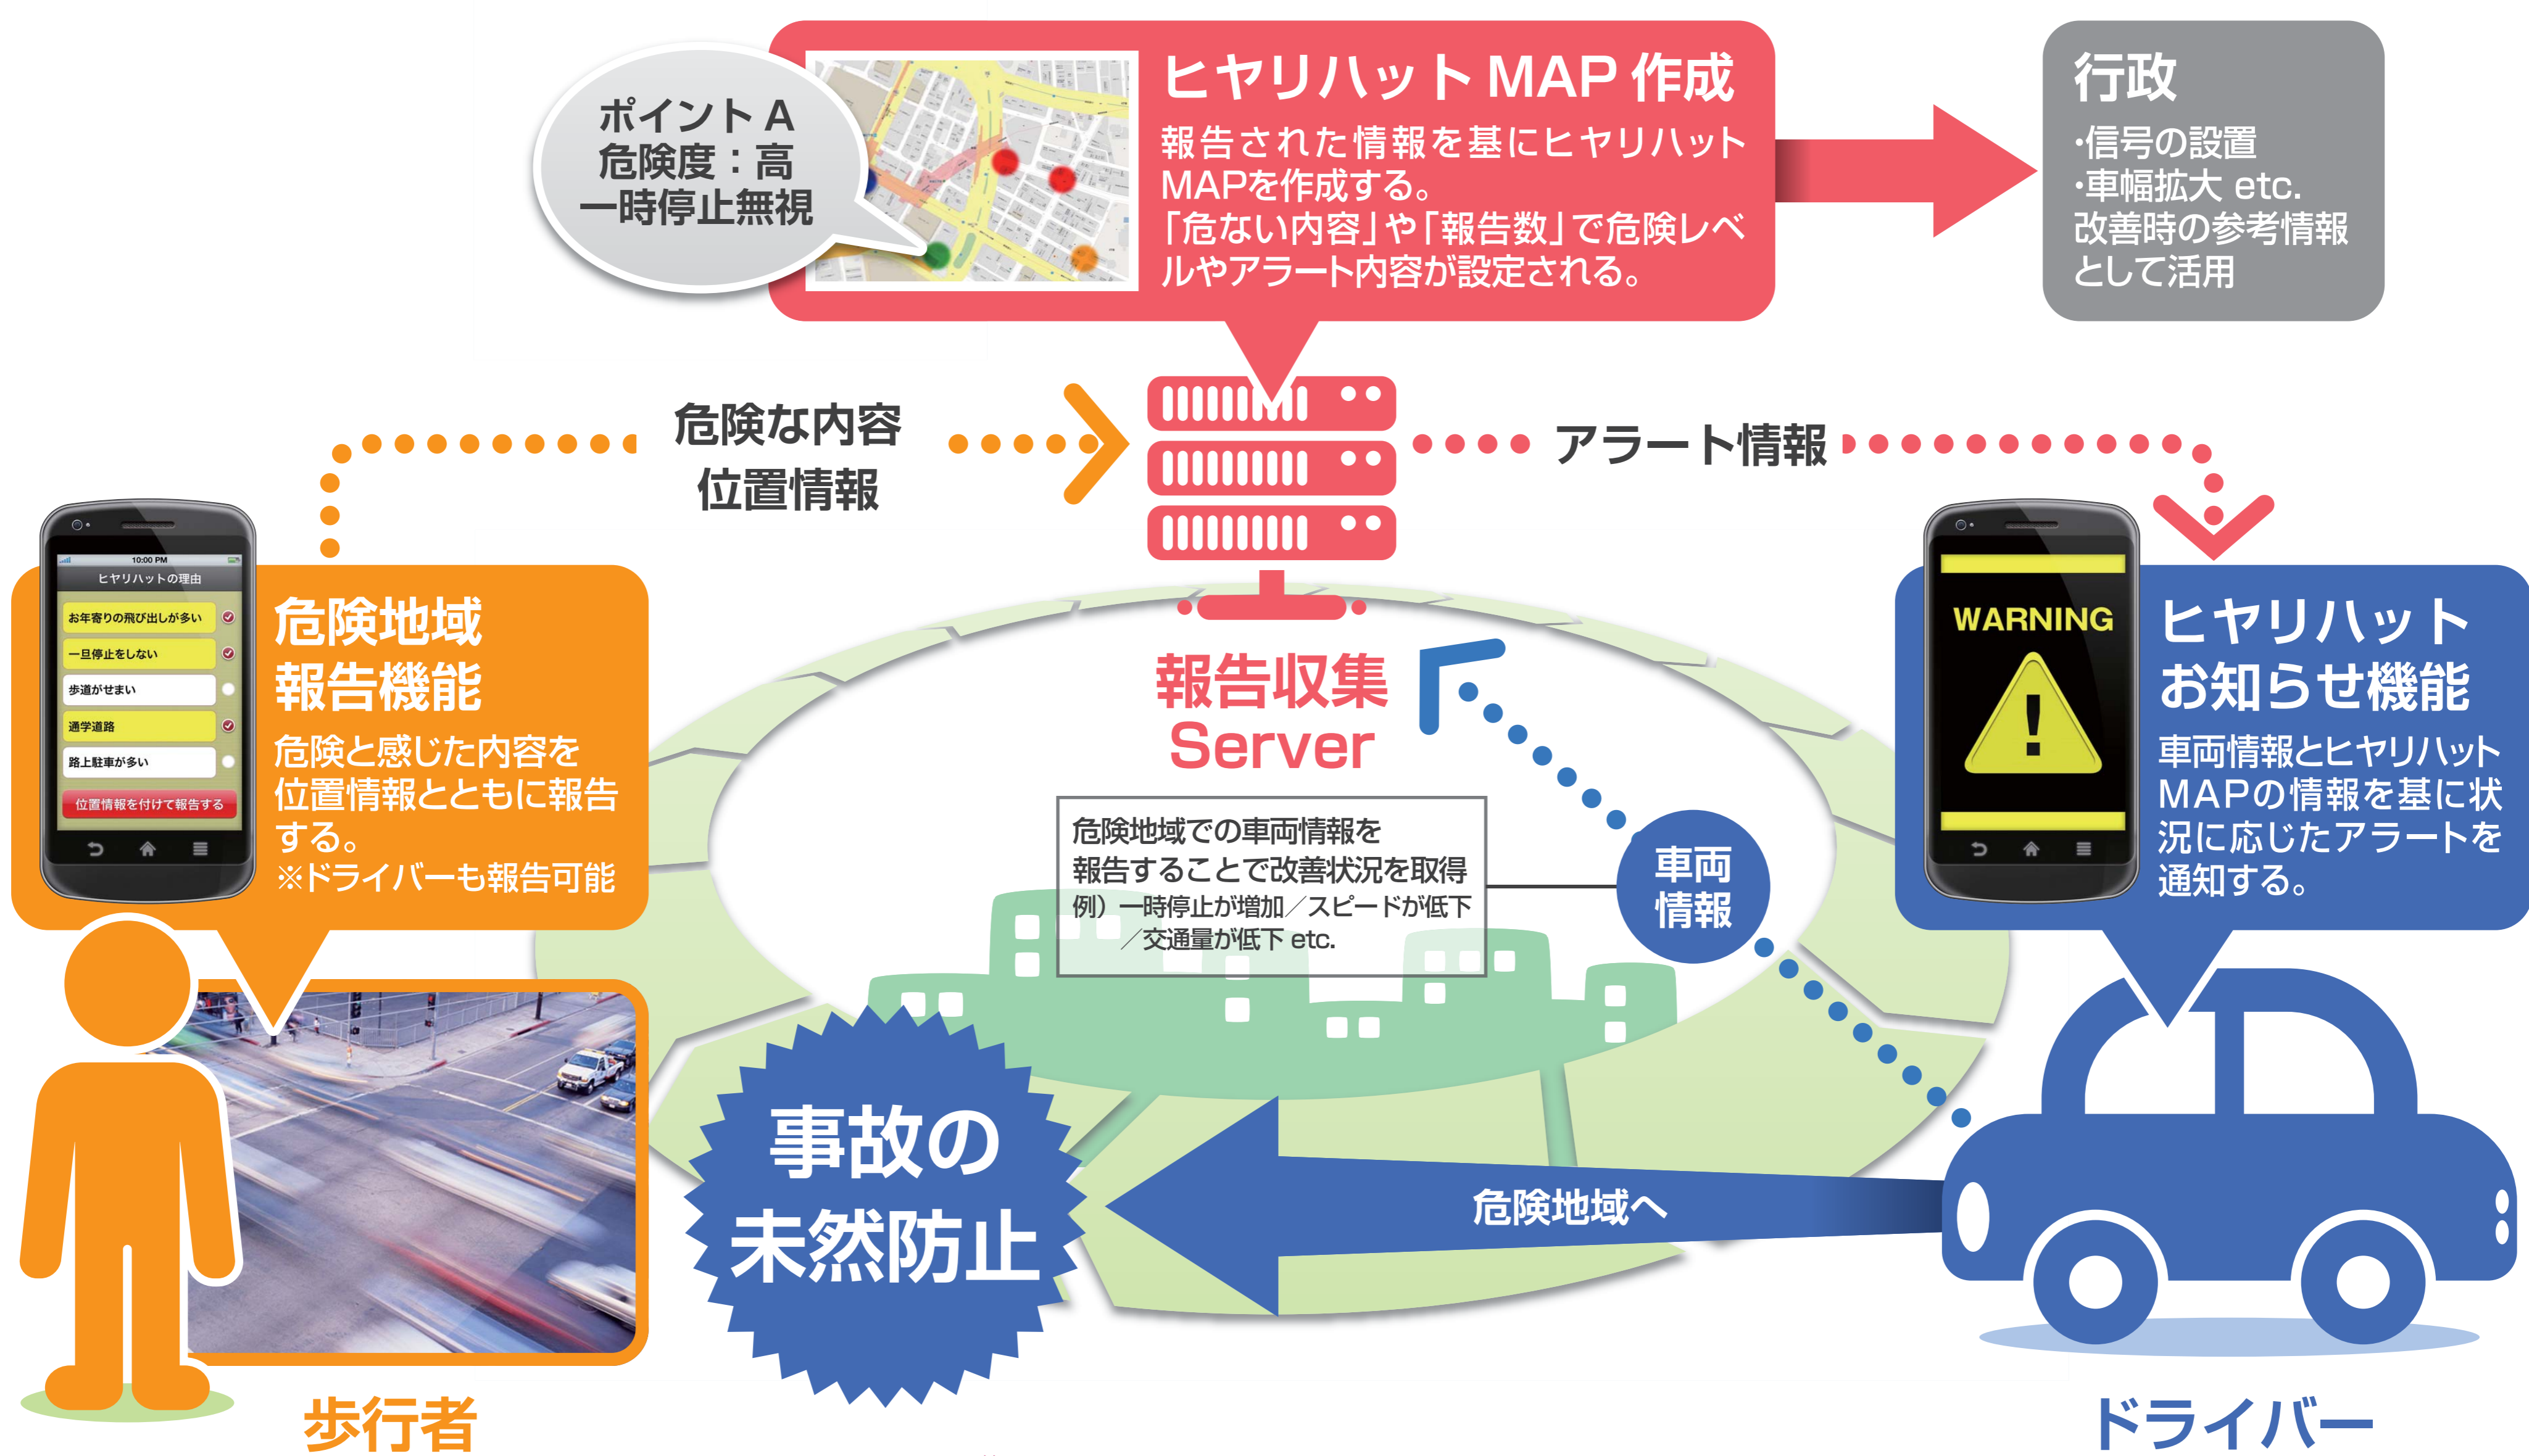 ポイント A
危険度：高
一時停止無視
ヒヤリハット MAP 作成
報告された情報を基にヒヤリハット
MAPを作成する。
「危ない内容」や「報告数」で危険レベ
ルやアラート内容が設定される。
行政
・信号の設置
・車幅拡大 etc.
改善時の参考情報
として活用
危険な内容
位置情報
アラート情報
10:00 PM
ヒヤリハットの理由
お年寄りの飛び出しが多い
一旦停止をしない
歩道がせまい
通学道路
路上駐車が多い
位置情報を付けて報告する
危険地域
報告機能
危険と感じた内容を
位置情報とともに報告
する。
※ドライバーも報告可能
報告収集
Server
危険地域での車両情報を
報告することで改善状況を取得
例）一時停止が増加／スピードが低下
／交通量が低下 etc.
車両
情報
WARNING
!
ヒヤリハット
お知らせ機能
車両情報とヒヤリハット
MAPの情報を基に状
況に応じたアラートを
通知する。
事故の
未然防止
危険地域へ
歩行者
ドライバー